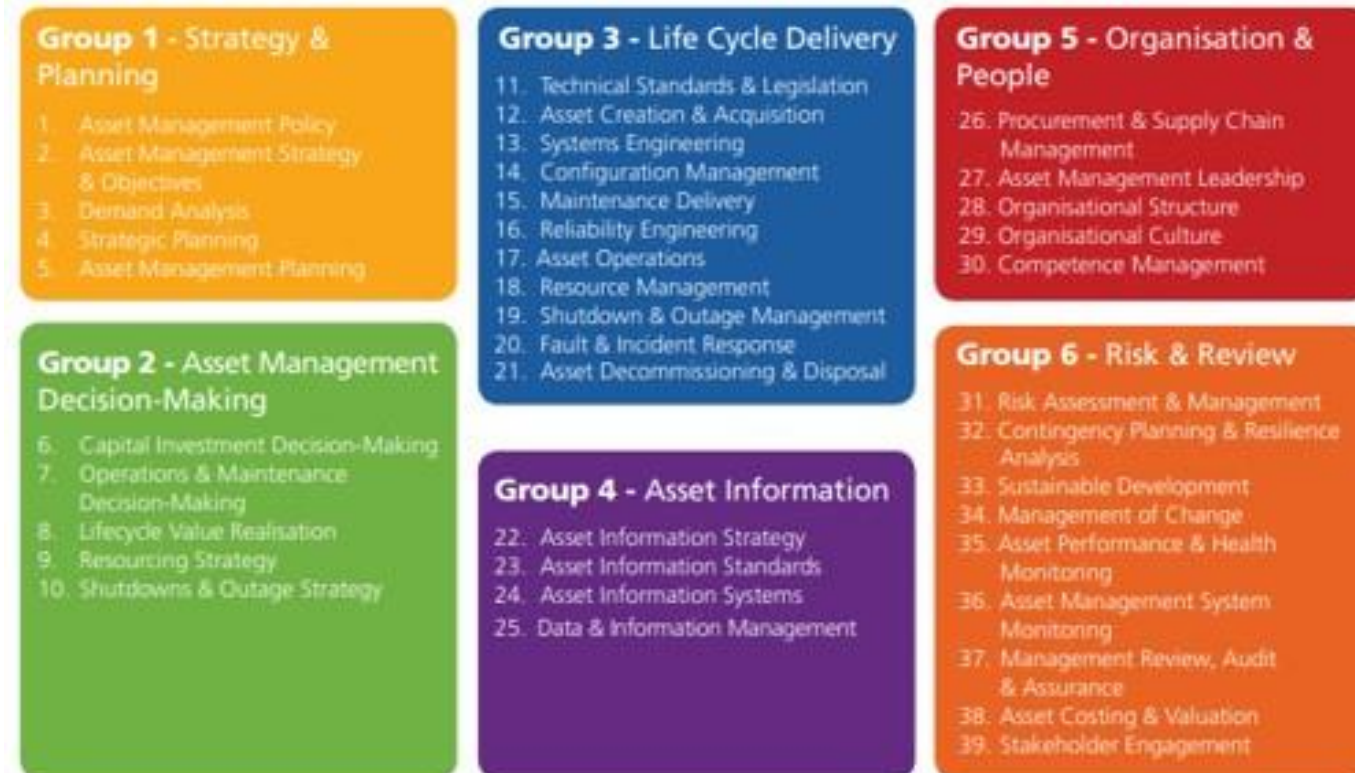 Group 1 - Strategy &
Planning
1. Asset Management Policy
2. Asset Management Strategy
& Objectives
3. Demand Analysis
4. Strategic Planning
5. Asset Management Planning
Group 2 - Asset Management
Decision-Making
6. Capital Investment Decision-Making
7. Operations & Maintenance
Decision-Making
8. Lifecycle Value Realisation
9. Resourcing Strategy
10. Shutdowns & Outage Strategy
Group 3 - Life Cycle Delivery
11. Technical Standards & Legislation
12. Asset Creation & Acquisition
13. Systems Engineering
14. Configuration Management
15. Maintenance Delivery
16. Reliability Engineering
17. Asset Operations
18. Resource Management
19. Shutdown & Outage Management
20. Fault & Incident Response
21. Asset Decommissioning & Disposal
Group 4 - Asset Information
22. Asset Information Strategy
23. Asset Information Standards
24. Asset Information Systems
25. Data & Information Management
Group 5 - Organisation &
People
26. Procurement & Supply Chain
Management
27. Asset Management Leadership
28. Organisational Structure
29. Organisational Culture
30. Competence Management
Group 6 - Risk & Review
31. Risk Assessment & Management
32. Contingency Planning & Resilience
Analysis
33. Sustainable Development
34. Management of Change
35. Asset Performance & Health
Monitoring
36. Asset Management System
Monitoring
37. Management Review, Audit
& Assurance
38. Asset Costing & Valuation
39. Stakeholder Engagement